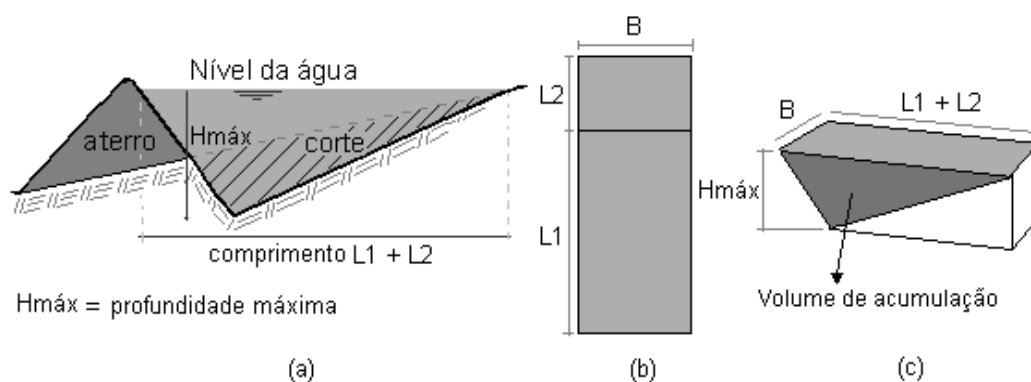 Nível da água
aterro
Hmáx
corte
comprimento L1 + L2
Hmáx = profundidade máxima
(a)
B
L2
L1
(b)
B
L1 + L2
Hmáx
Volume de acumulação
(c)